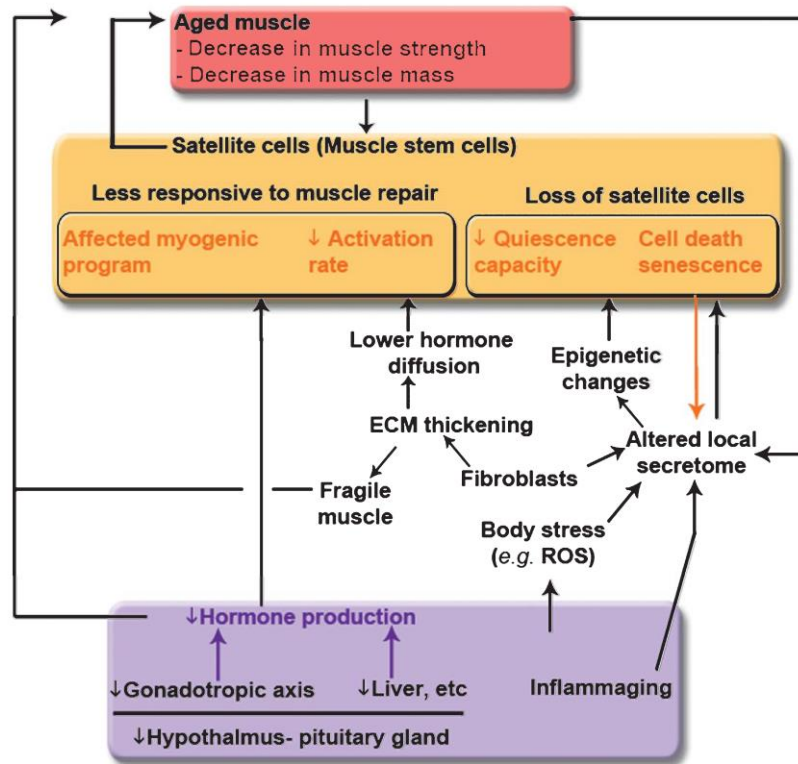 Aged muscle
- Decrease in muscle strength
- Decrease in muscle mass
Satellite cells (Muscle stem cells)
Less responsive to muscle repair
Loss of satellite cells
Affected myogenic
program
↓ Activation
rate
↓ Quiescence
capacity
Cell death
senescence
Lower hormone
diffusion
Epigenetic
changes
ECM thickening
Altered local
secretome
Fibroblasts
Fragile
muscle
Body stress
(e.g. ROS)
↓Hormone production
↓Gonadotropic axis
↓Liver, etc
Inflammaging
↓Hypothalmus- pituitary gland